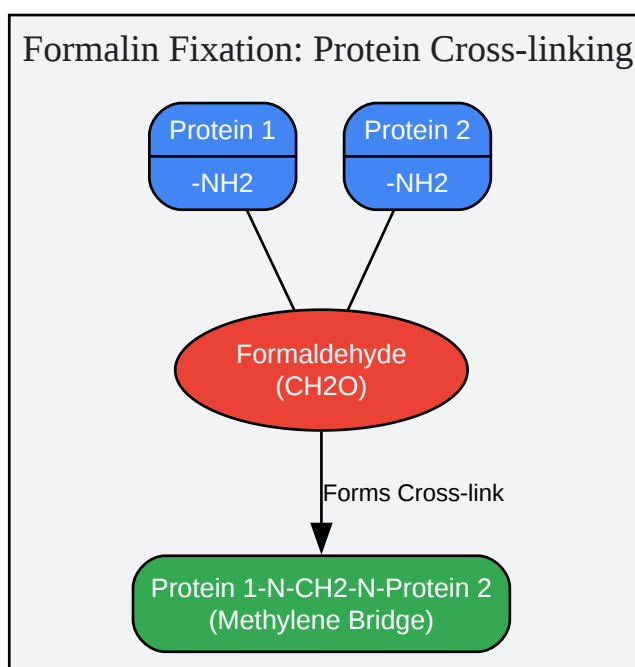 Formalin Fixation: Protein Cross-linking
Protein 1
Protein 2
-NH2
-NH2
Formaldehyde
(CH2O)
Forms Cross-link
Protein 1-N-CH2-N-Protein 2
(Methylene Bridge)